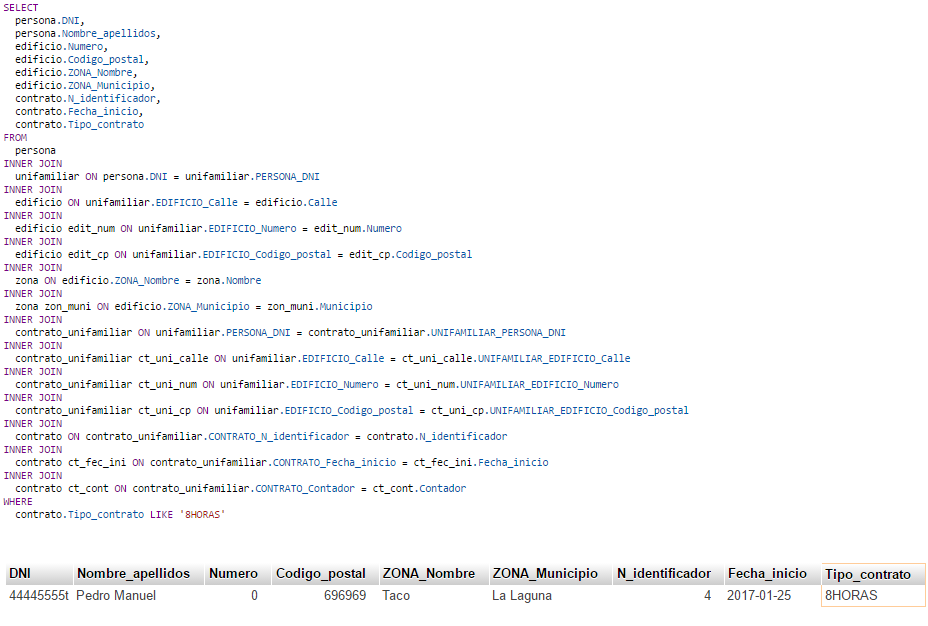 SELECT
persona.DNI,
persona.Nombre_apellidos,
edificio.Numero,
edificio.Codigo_postal,
edificio.ZONA_Nombre,
edificio.ZONA_Municipio,
contrato.N_identificador,
contrato.Fecha_inicio,
contrato.Tipo_contrato
FROM
persona
INNER JOIN
unifamiliar ON persona.DNI = unifamiliar.PERSONA_DNI
INNER JOIN
edificio ON unifamiliar.EDIFICIO_Calle = edificio.Calle
INNER JOIN
edificio edit_num ON unifamiliar.EDIFICIO_Numero = edit_num.Numero
INNER JOIN
edificio edit_cp ON unifamiliar.EDIFICIO_Codigo_postal = edit_cp.Codigo_postal
INNER JOIN
zona ON edificio.ZONA_Nombre = zona.Nombre
INNER JOIN
zona zon_muni ON edificio.ZONA_Municipio = zon_muni.Municipio
INNER JOIN
contrato_unifamiliar ON unifamiliar.PERSONA_DNI = contrato_unifamiliar.UNIFAMILIAR_PERSONA_DNI
INNER JOIN
contrato_unifamiliar ct_uni_calle ON unifamiliar.EDIFICIO_Calle = ct_uni_calle.UNIFAMILIAR_EDIFICIO_Calle
INNER JOIN
contrato_unifamiliar ct_uni_num ON unifamiliar.EDIFICIO_Numero = ct_uni_num.UNIFAMILIAR_EDIFICIO_Numero
INNER JOIN
contrato_unifamiliar ct_uni_cp ON unifamiliar.EDIFICIO_Codigo_postal = ct_uni_cp.UNIFAMILIAR_EDIFICIO_Codigo_postal
INNER JOIN
contrato ON contrato_unifamiliar.CONTRATO_N_identificador = contrato.N_identificador
INNER JOIN
contrato ct_fec_ini ON contrato_unifamiliar.CONTRATO_Fecha_inicio = ct_fec_ini.Fecha_inicio
INNER JOIN
contrato ct_cont ON contrato_unifamiliar.CONTRATO_Contador = ct_cont.Contador
WHERE
contrato.Tipo_contrato LIKE '8HORAS'
DNI Nombre_apellidos Numero Codigo_postal ZONA_Nombre ZONA_Municipio N_identificador Fecha_inicio Tipo_contrato
44445555t Pedro Manuel 0 696969 Taco La Laguna 4 2017-01-25 8HORAS